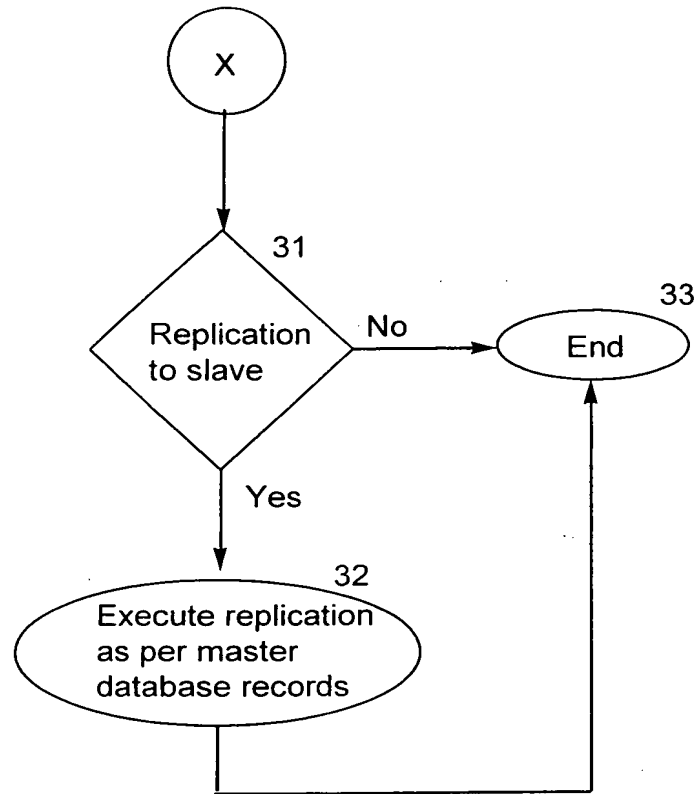 X
31
Replication
to slave
No
33
End
Yes
32
Execute replication
as per master
database records